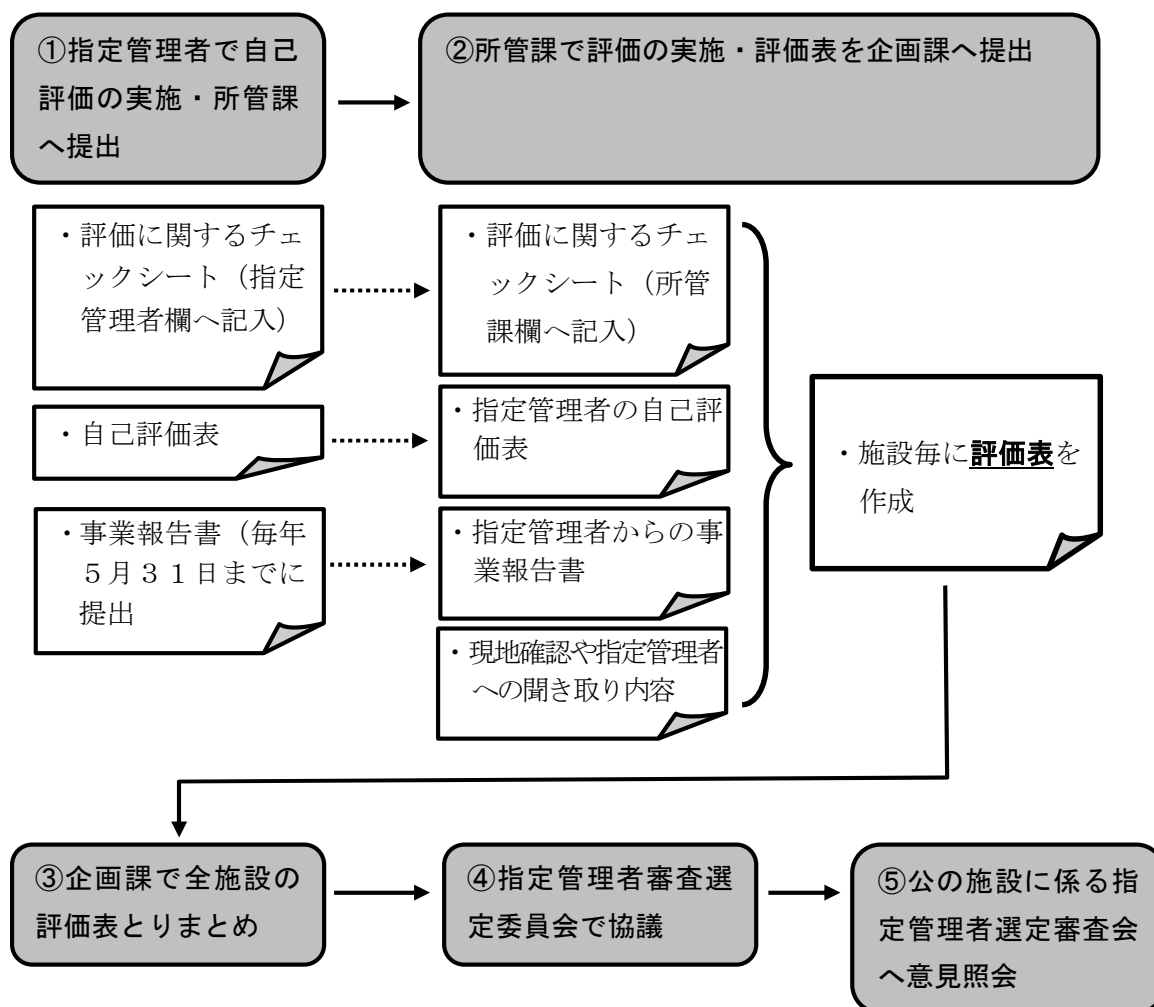 ①指定管理者で自己
評価の実施・所管課
へ提出
②所管課で評価の実施・評価表を企画課へ提出
・評価に関するチェ
ックシート（指定
管理者欄へ記入）
・評価に関するチェ
ックシート（所管
課欄へ記入）
・自己評価表
・指定管理者の自己評
価表
・施設毎に評価表を
作成
・事業報告書（毎年
５月３１日までに
提出
・指定管理者からの事
業報告書
・現地確認や指定管理者
への聞き取り内容
③企画課で全施設の
評価表とりまとめ
④指定管理者審査選
定委員会で協議
⑤公の施設に係る指
定管理者選定審査会
へ意見照会